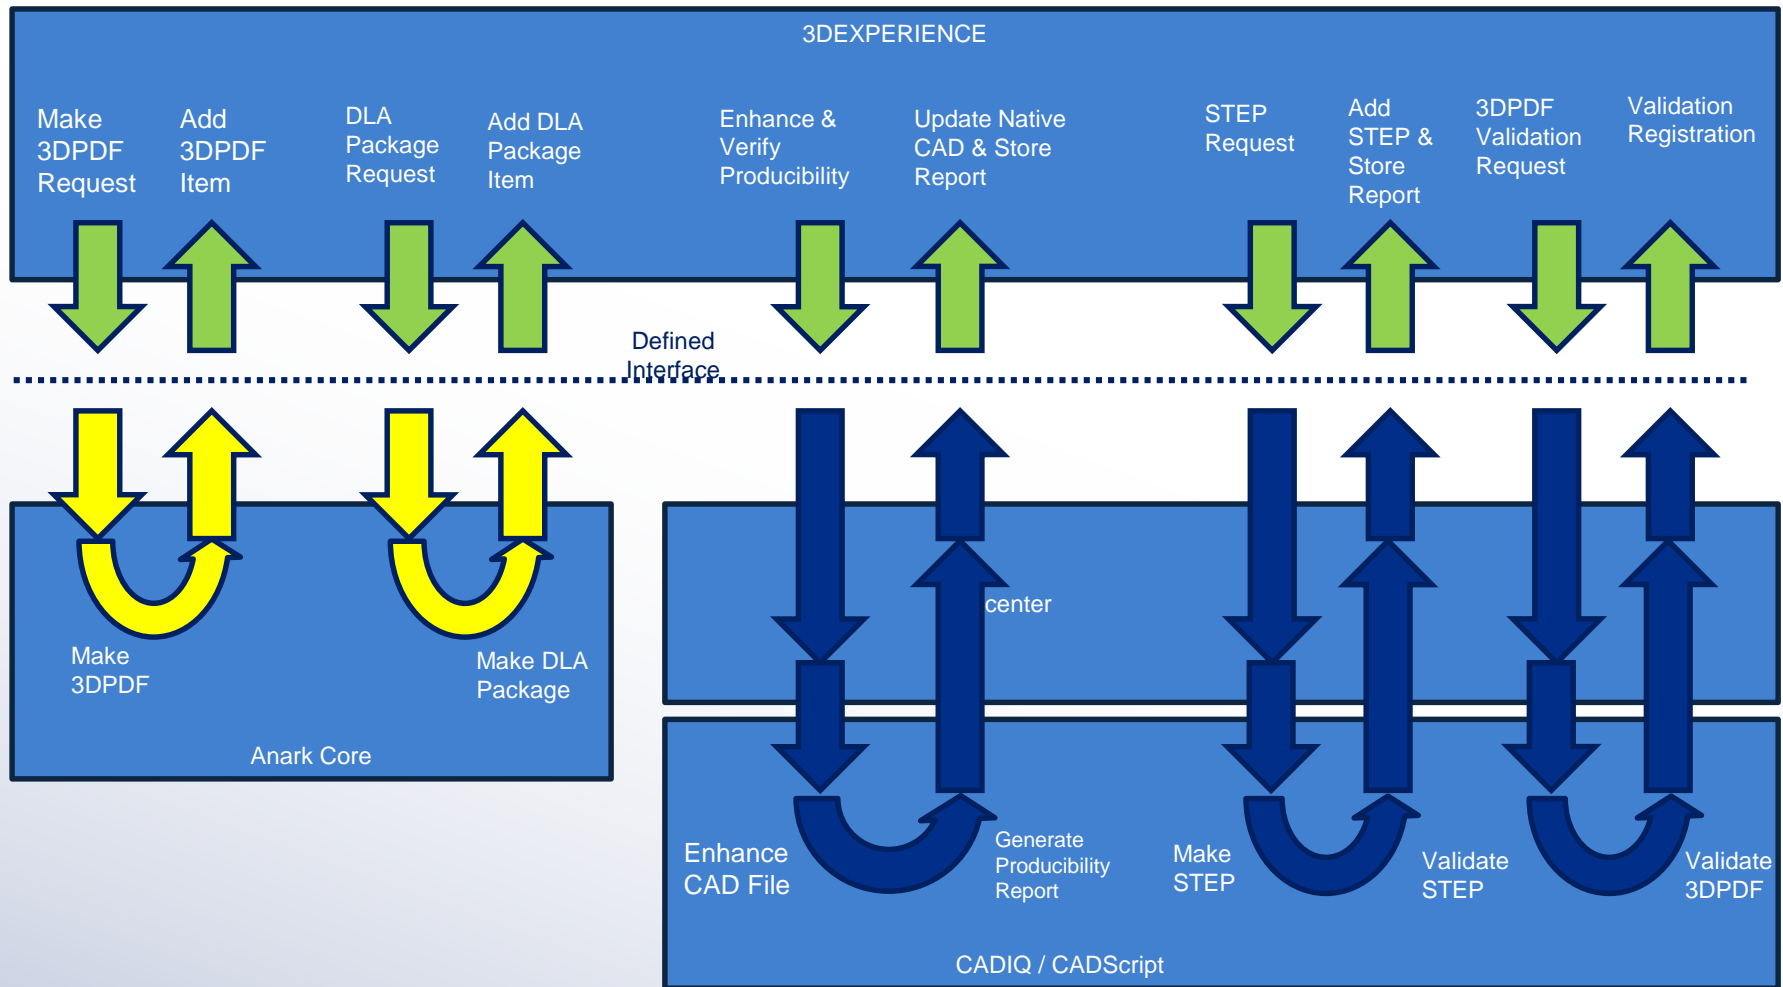 3DEXPERIENCE
Make
3DPDF
Request
Add
3DPDF
Item
DLA
Package
Request
Add DLA
Package
Item
Enhance &
Verify
Producibility
Update Native
CAD & Store
Report
STEP
Request
Add
STEP &
Store
Report
3DPDF
Validation
Request
Validation
Registration
Defined
Interface
center
Make
3DPDF
Make DLA
Package
Anark Core
Enhance
CAD File
Generate
Producibility
Report
Make
STEP
Validate
STEP
Validate
3DPDF
CADIQ / CADScript